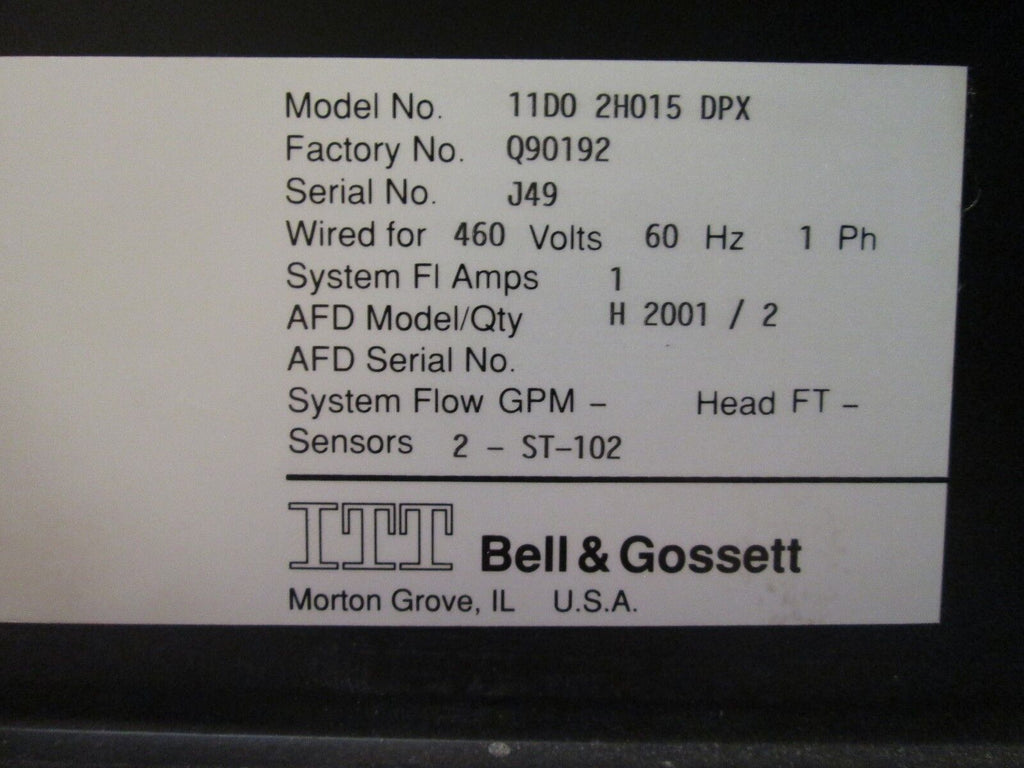 Model No. 11D0 2H015 DPX
Factory No. Q90192
Serial No. J49
Wired for 460 Volts 60 Hz 1 Ph
System Fl Amps 1
AFD Model/Qty H 2001 / 2
AFD Serial No.
System Flow GPM – Head FT –
Sensors 2 – ST–102
ITT Bell & Gossett
Morton Grove, IL U.S.A.